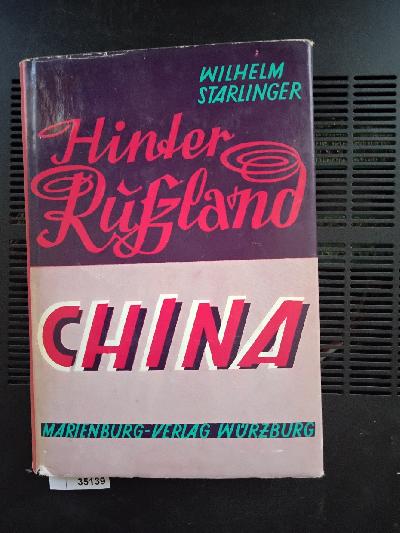 WILHELM
STARLINGER
Hinter
Rußland
CHINA
MARIENBURG-VERLAG WÜRZBURG
35139